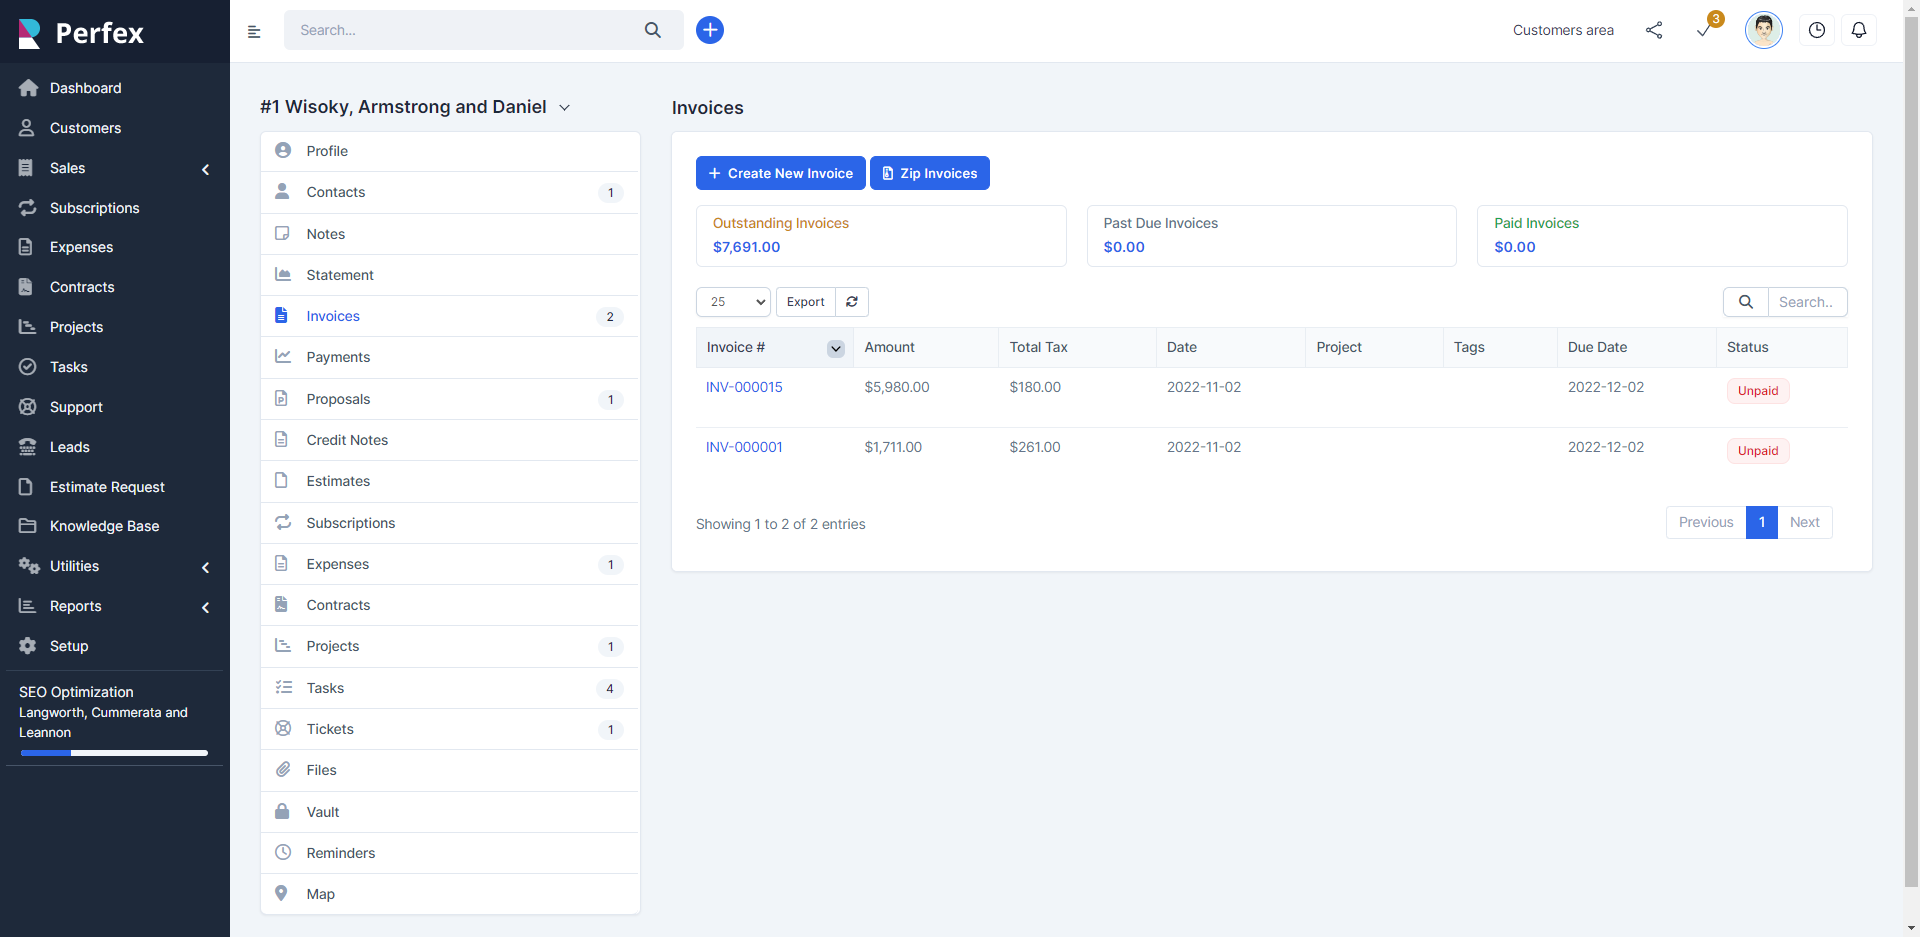 Perfex
Search...
Customers area
3
Dashboard
Customers
Sales
Subscriptions
Expenses
Contracts
Projects
Tasks
Support
Leads
Estimate Request
Knowledge Base
Utilities
Reports
Setup
SEO Optimization
Langworth, Cummerata and
Leannon
#1 Wisoky, Armstrong and Daniel
Profile
Contacts 1
Notes
Statement
Invoices 2
Payments
Proposals 1
Credit Notes
Estimates
Subscriptions
Expenses 1
Contracts
Projects 1
Tasks 4
Tickets 1
Files
Vault
Reminders
Map
Invoices
Create New Invoice Zip Invoices
Outstanding Invoices Past Due Invoices Paid Invoices
$7,691.00 $0.00 $0.00
25 Export Search..
Invoice # Amount Total Tax Date Project Tags Due Date Status
INV-000015 $5,980.00 $180.00 2022-11-02 2022-12-02 Unpaid
INV-000001 $1,711.00 $261.00 2022-11-02 2022-12-02 Unpaid
Showing 1 to 2 of 2 entries Previous 1 Next